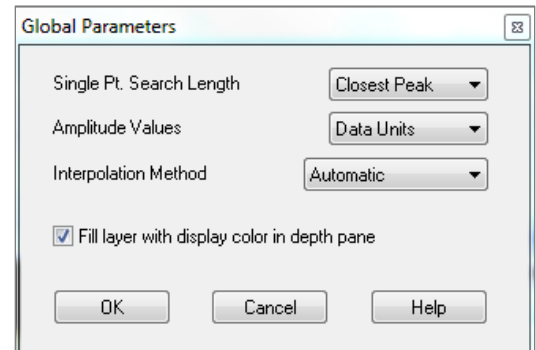 Global Parameters
Single Pt. Search Length Closest Peak
Amplitude Values Data Units
Interpolation Method Automatic
Fill layer with display color in depth pane
OK Cancel Help